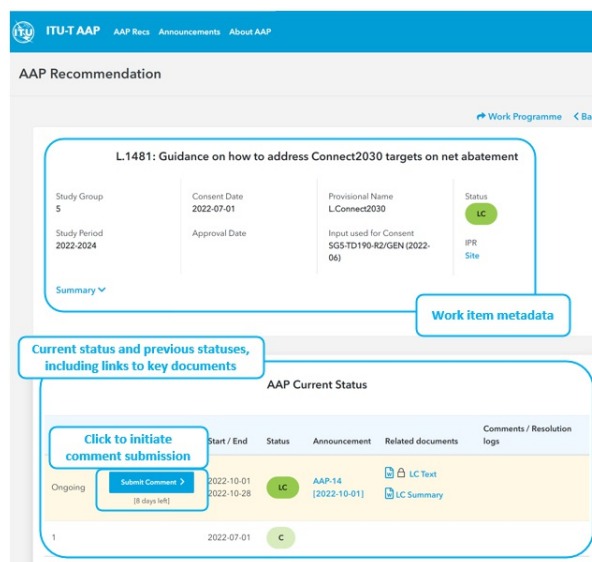 ITU
ITU-T AAP AAP Recs Announcements About AAP
AAP Recommendation
Work Programme
L.1481: Guidance on how to address Connect2030 targets on net abatement
Study Group Consent Date Provisional Name Status
5 2022-07-01 L.Connect2030 LC
Study Period Approval Date Input used for Consent IPR
2022-2024 SG5-TD190-R2/GEN (2022- Site
06)
Summary
Work item metadata
Current status and previous statuses,
including links to key documents
AAP Current Status
Click to initiate
comment submission
Start / End Status Announcement Related documents Comments / Resolution
logs
Ongoing Submit Comment 2022-10-01 LC AAP-14 LC Text
[8 days left] 2022-10-28 [2022-10-01] LC Summary
1 2022-07-01 C